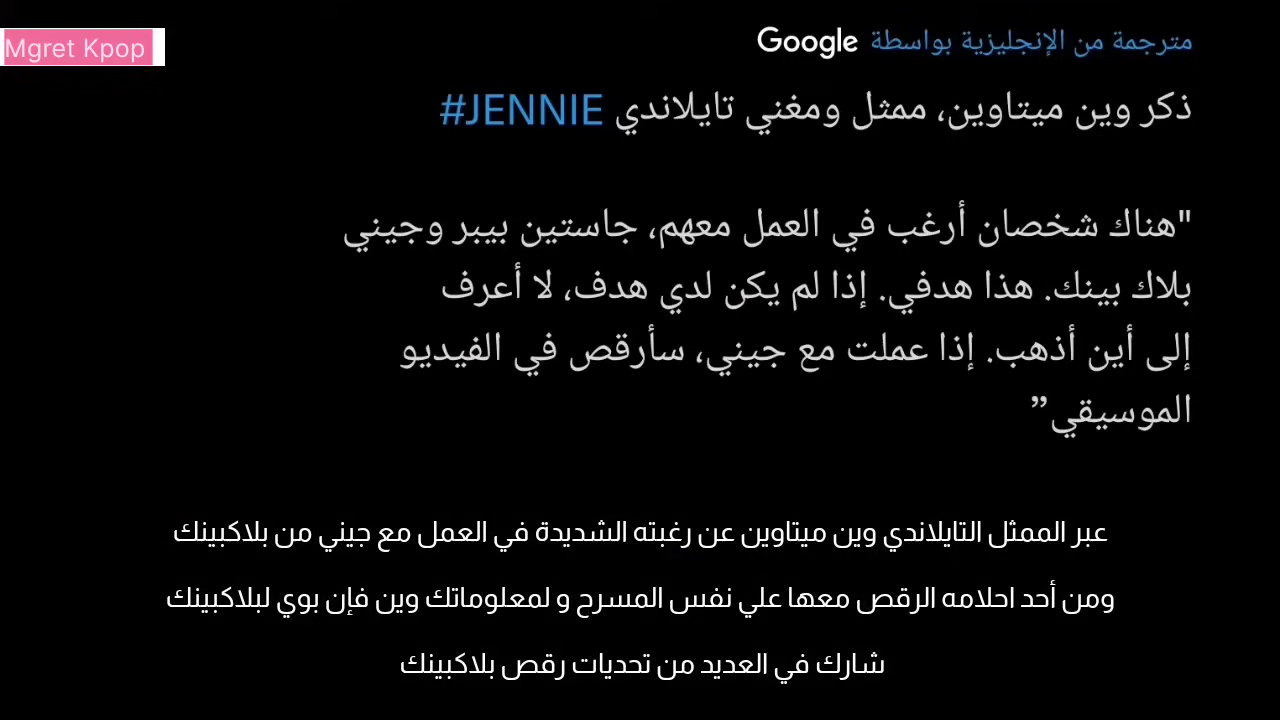 Mgret Kpop
مترجمة من الإنجليزية بواسطة Google
ذكر وين ميتاوين، ممثل ومغني تايلاندي #JENNIE
"هناك شخصان أرغب في العمل معهم، جاستين بيبر وجيني
بلاك بينك. هذا هدفي. إذا لم يكن لدي هدف، لا أعرف
إلى أين أذهب. إذا عملت مع جيني، سأرقص في الفيديو
الموسيقي”
عبر الممثل التايلاندي وين ميتاوين عن رغبته الشديدة في العمل مع جيني من بلاكبينك
ومن أحد احلامه الرقص معها علي نفس المسرح و لمعلوماتك وين فإن بوي لبلاكبينك
شارك في العديد من تحديات رقص بلاكبينك